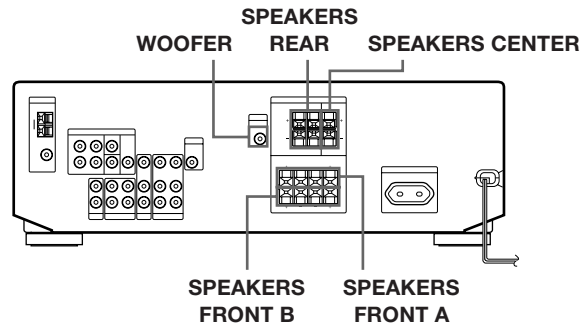 SPEAKERS
REAR
WOOFER
SPEAKERS CENTER
SPEAKERS
FRONT B
SPEAKERS
FRONT A